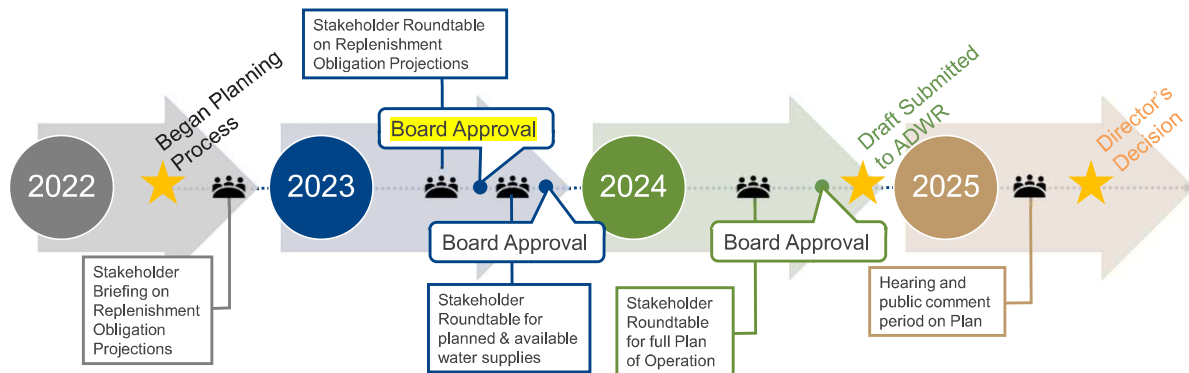 Stakeholder Roundtable
on Replenishment
Obligation Projections
Began Planning
Process
Board Approval
Draft Submitted
to ADWR
Director's
Decision
2022
2023
2024
2025
Board Approval
Board Approval
Stakeholder
Briefing on
Replenishment
Obligation
Projections
Stakeholder
Roundtable for
planned & available
water supplies
Stakeholder
Roundtable
for full Plan
of Operation
Hearing and
public comment
period on Plan